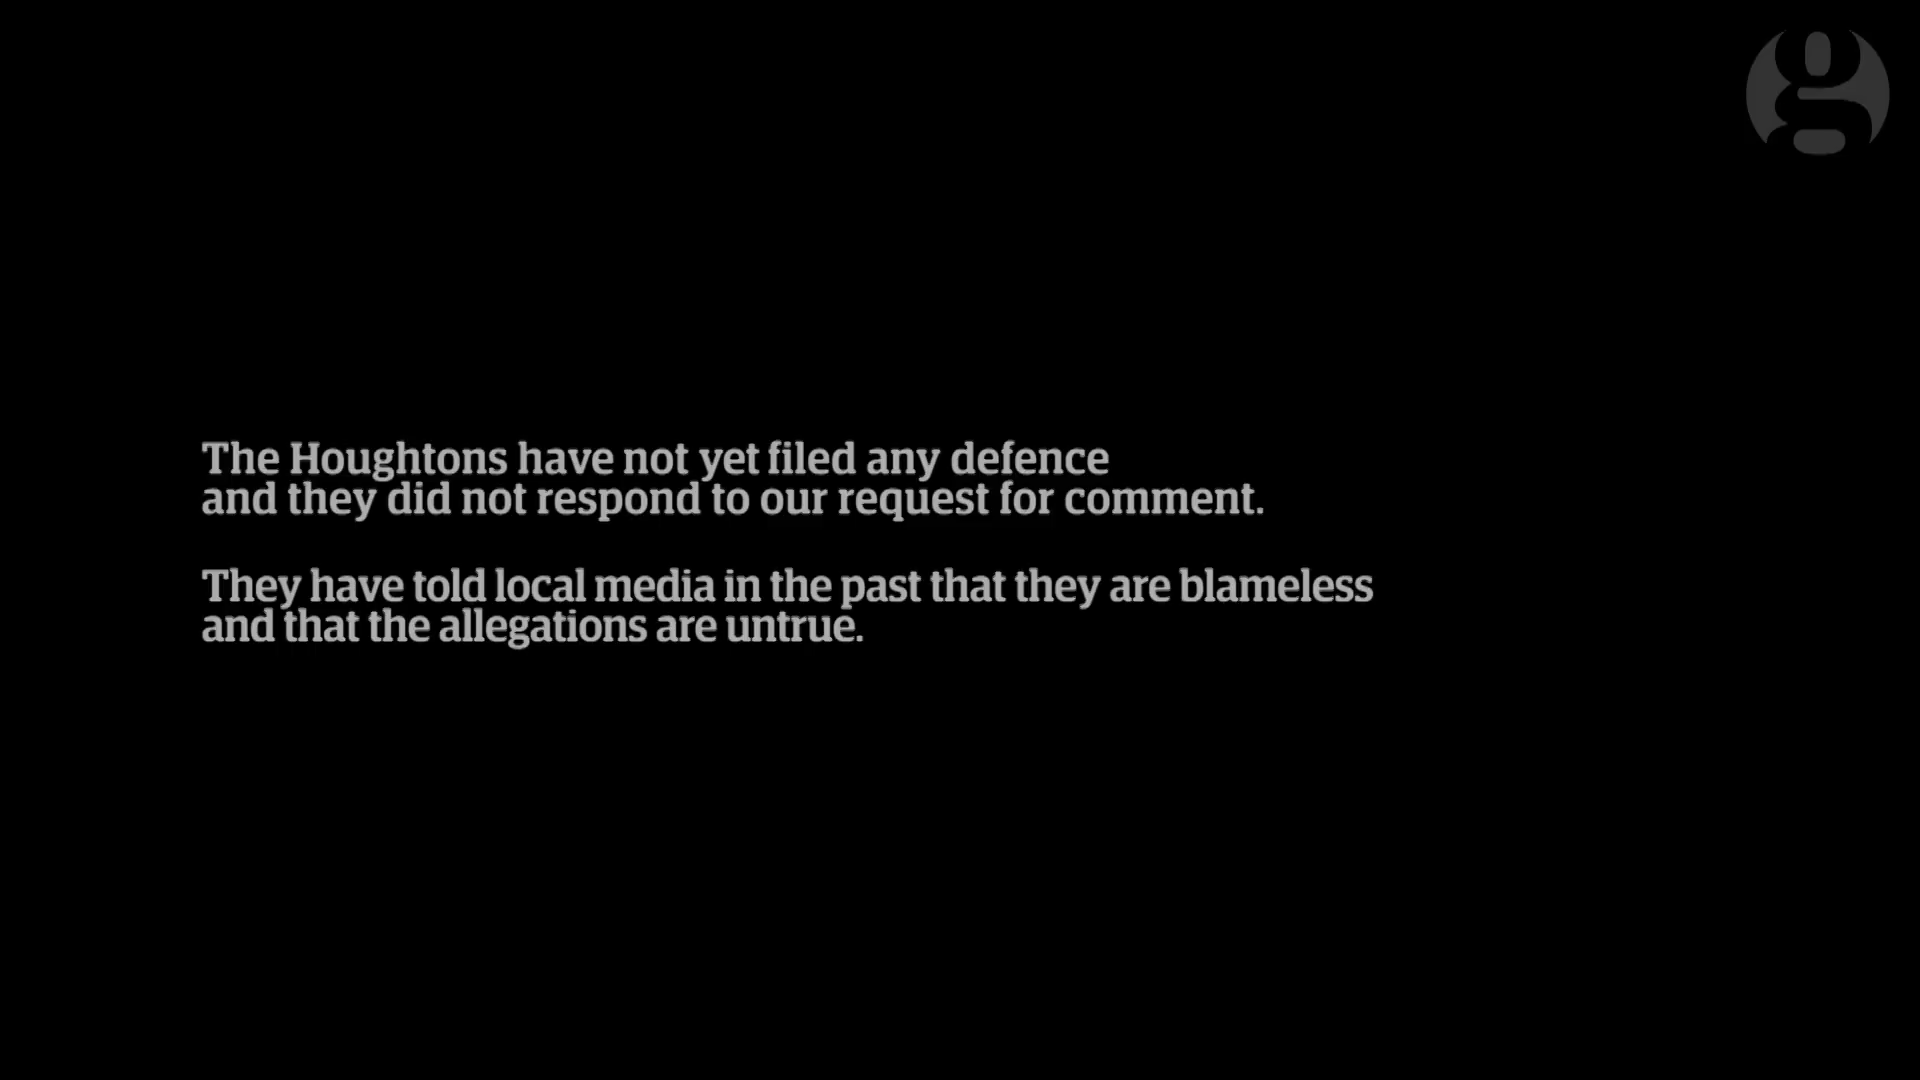 g
The Houghtons have not yet filed any defence
and they did not respond to our request for comment.
They have told local media in the past that they are blameless
and that the allegations are untrue.